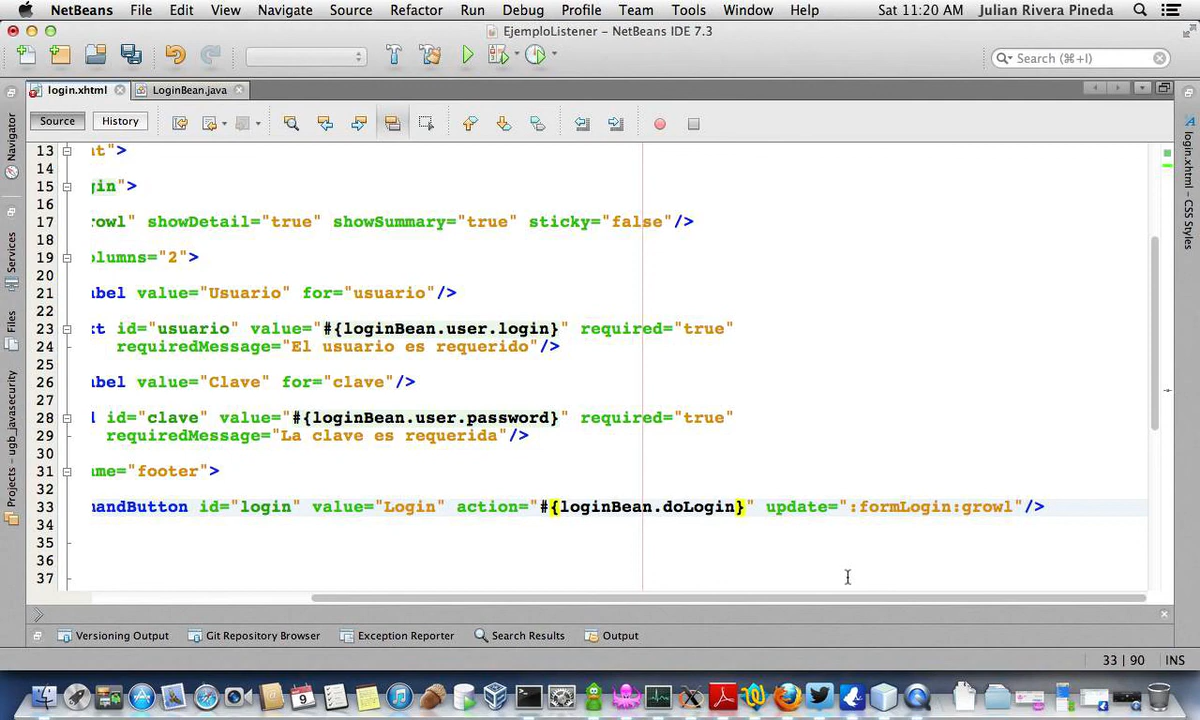 NetBeans File Edit View Navigate Source Refactor Run Debug Profile Team Tools Window Help Sat 11:20 AM Julian Rivera Pineda
EjemploListener - NetBeans IDE 7.3
Search (⌘+I)
login.xhtml LoginBean.java
Source History
13 nt">
14
15 gin">
16
17 rowl" showDetail="true" showSummary="true" sticky="false"/>
18
19 olumns="2">
20
21 abel value="Usuario" for="usuario"/>
22
23 xt id="usuario" value="#{loginBean.user.login}" required="true"
24 requiredMessage="El usuario es requerido"/>
25
26 abel value="Clave" for="clave"/>
27
28 d id="clave" value="#{loginBean.user.password}" required="true"
29 requiredMessage="La clave es requerida"/>
30
31 ame="footer">
32
33 mandButton id="login" value="Login" action="#{loginBean.doLogin}" update=":formLogin:growl"/>
34
35
36
37
Navigator
Services
Files
Projects - ugb_javasecurity
login.xhtml - CSS Styles
Versioning Output Git Repository Browser Exception Reporter Search Results Output
33 | 90 INS
9